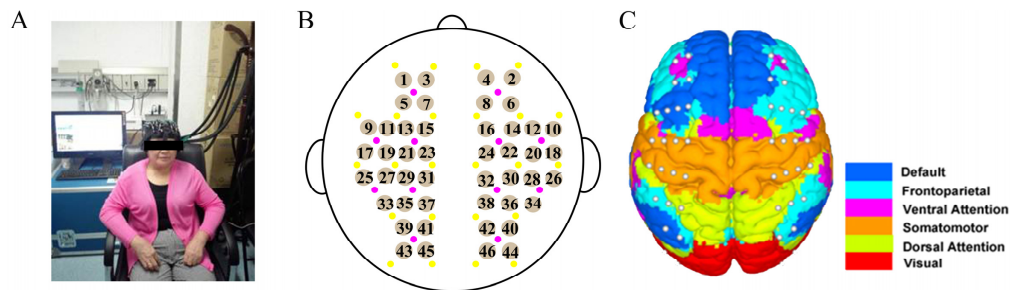 A
B
C
1 3 4 2
5 7 8 6
9 11 13 15 16 14 12 10
17 19 21 23 24 22 20 18
25 27 29 31 32 30 28 26
33 35 37 38 36 34
39 41 42 40
43 45 46 44
Default
Frontoparietal
Ventral Attention
Somatomotor
Dorsal Attention
Visual